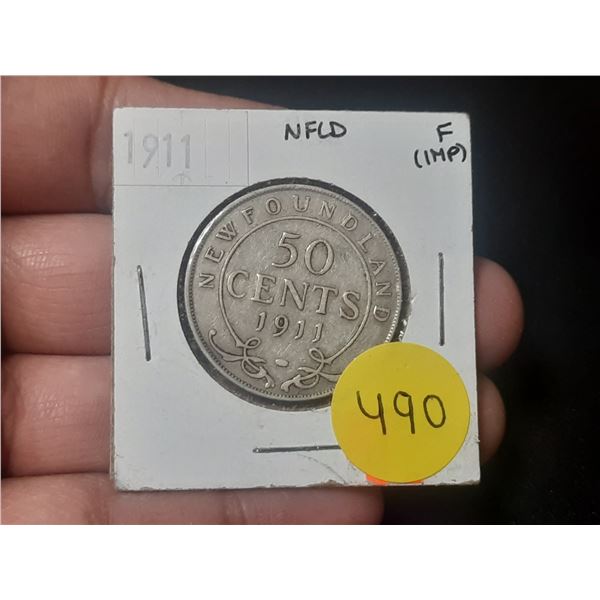 1911
NFLD
F
(IMP)
NEWFOUNDLAND
50
CENTS
1911
490